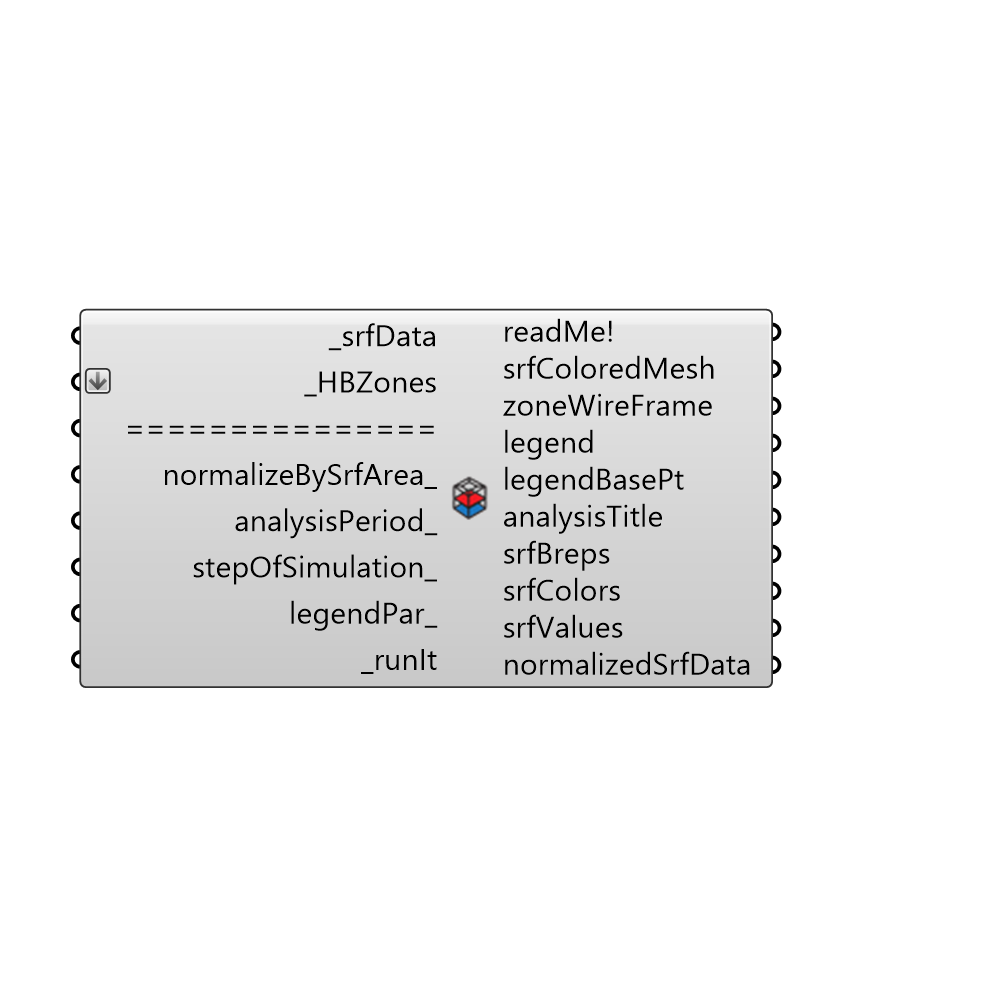 _srfData
_HBZones
===============
normalizeBySrfArea_
analysisPeriod_
stepOfSimulation_
legendPar_
_runIt
readMe!
srfColoredMesh
zoneWireFrame
legend
legendBasePt
analysisTitle
srfBreps
srfColors
srfValues
normalizedSrfData